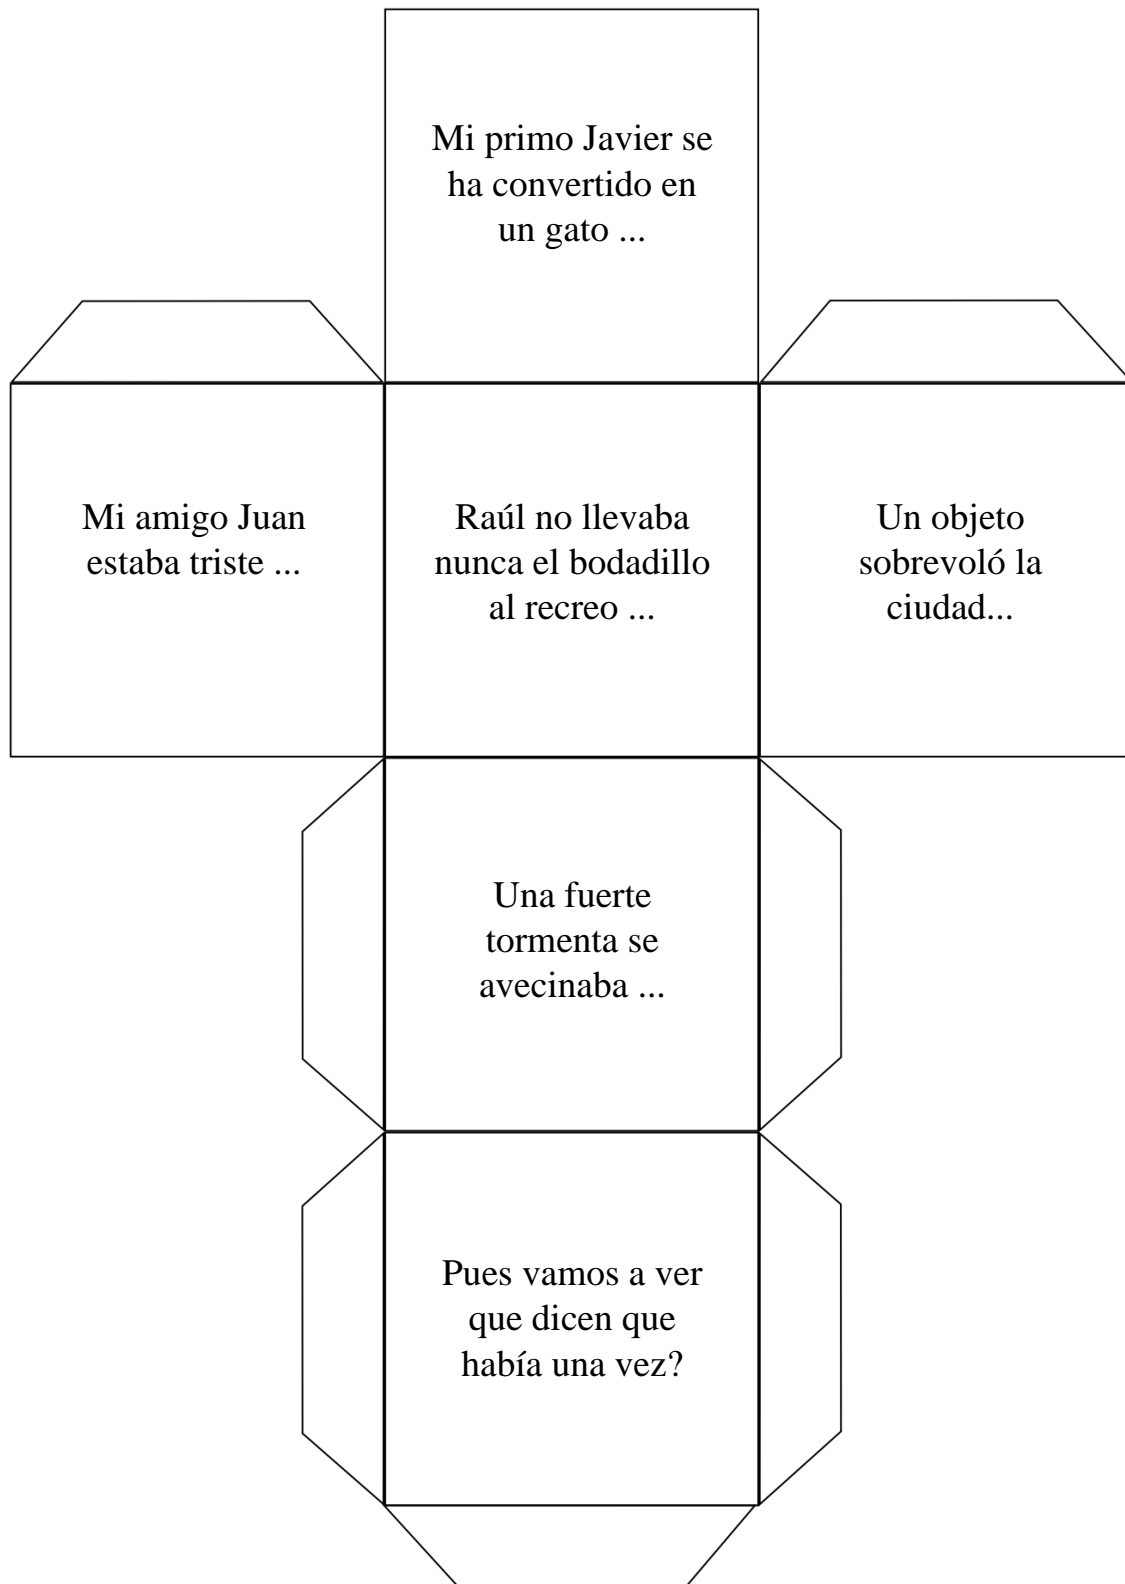 Mi primo Javier se
ha convertido en
un gato ...
Mi amigo Juan
estaba triste ...
Raúl no llevaba
nunca el bodadillo
al recreo ...
Un objeto
sobrevoló la
ciudad...
Una fuerte
tormenta se
avecinaba ...
Pues vamos a ver
que dicen que
había una vez?